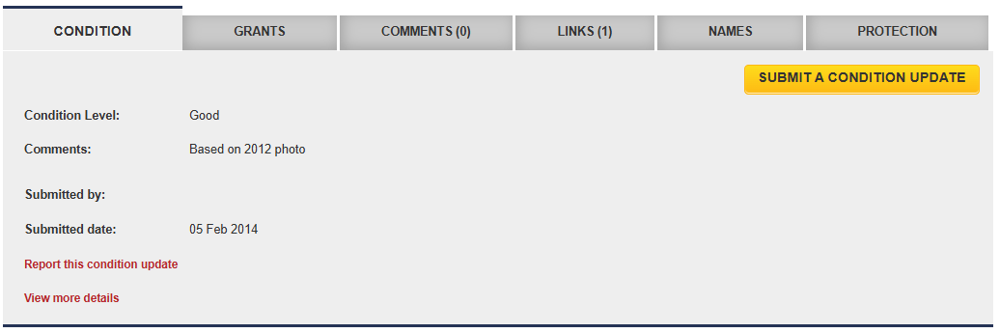 CONDITION GRANTS COMMENTS (0) LINKS (1) NAMES PROTECTION
SUBMIT A CONDITION UPDATE
Condition Level: Good
Comments: Based on 2012 photo
Submitted by:
Submitted date: 05 Feb 2014
Report this condition update
View more details